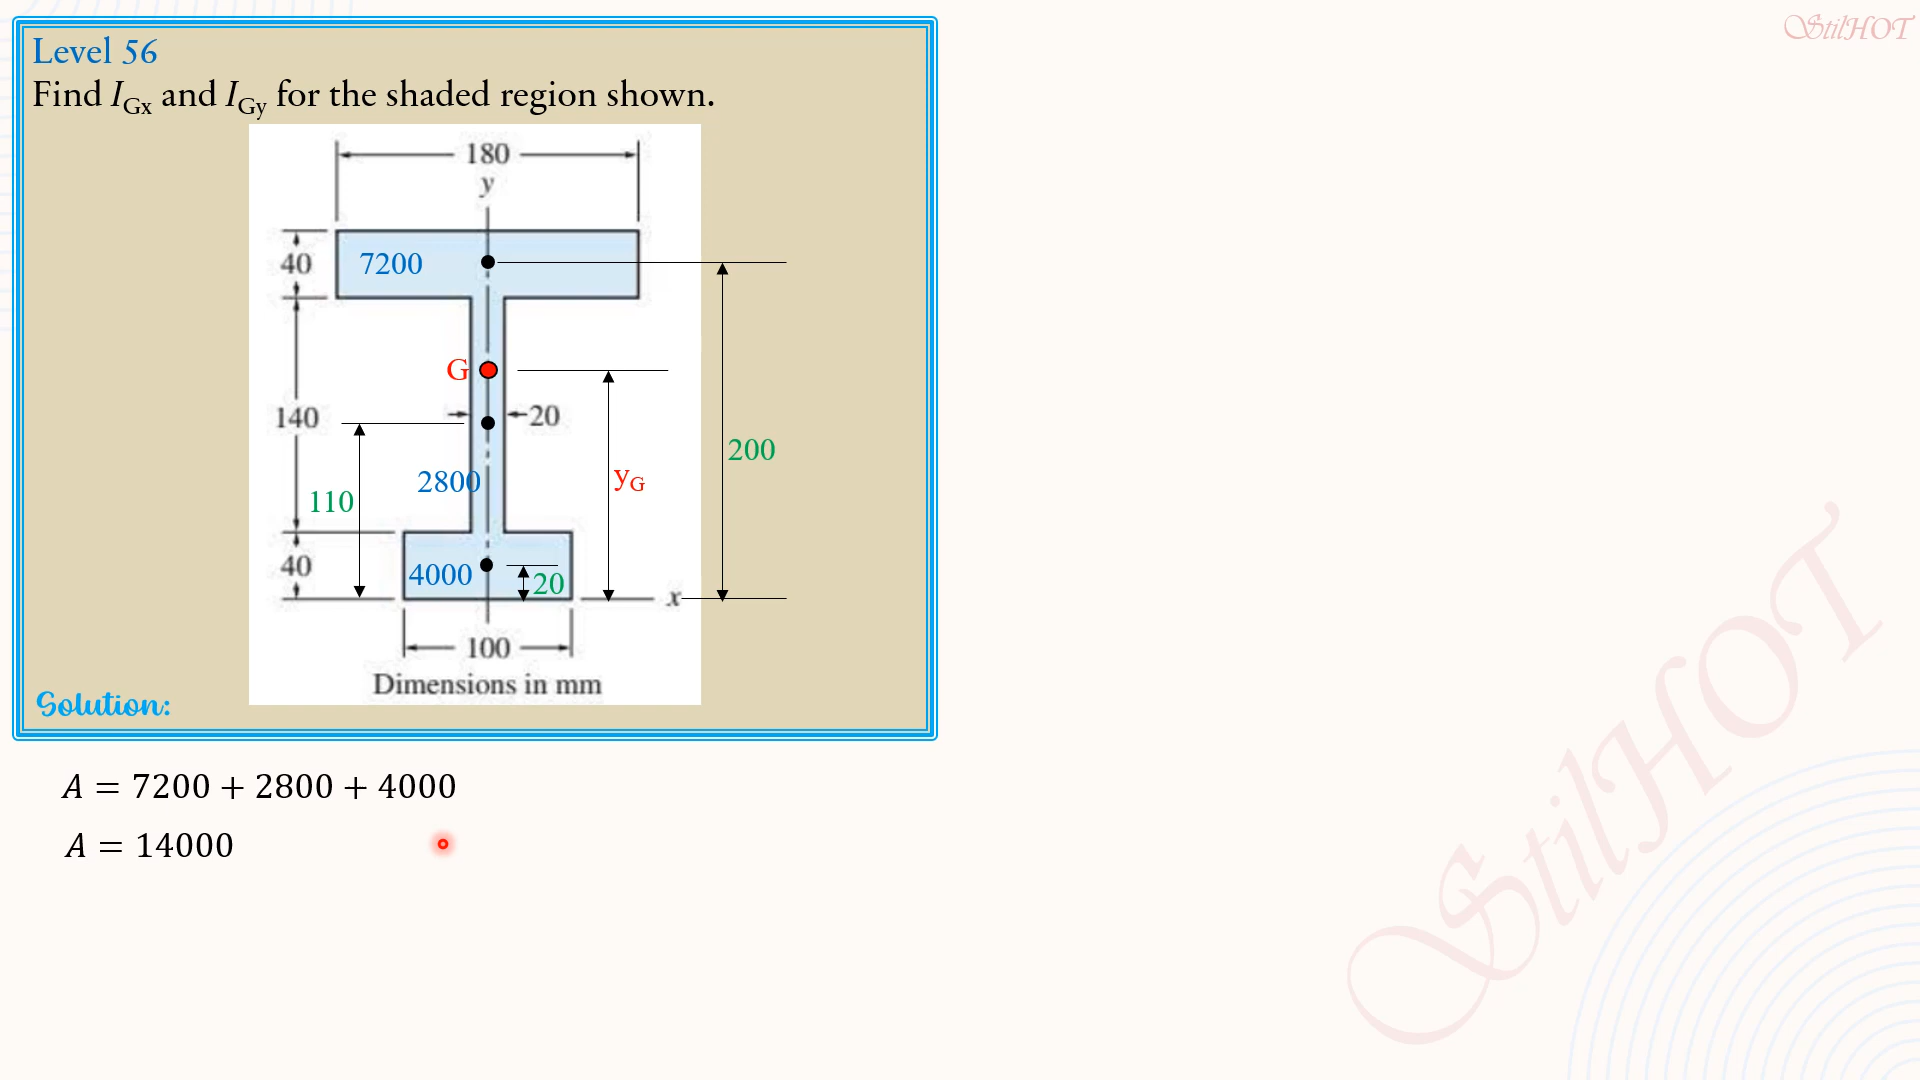 StilHOT
Level 56
Find I_Gx and I_Gy for the shaded region shown.
180
y
40
7200
G
140
20
200
2800
y_G
110
40
4000
20
x
100
Dimensions in mm
Solution:
A = 7200 + 2800 + 4000
A = 14000
StilHOT